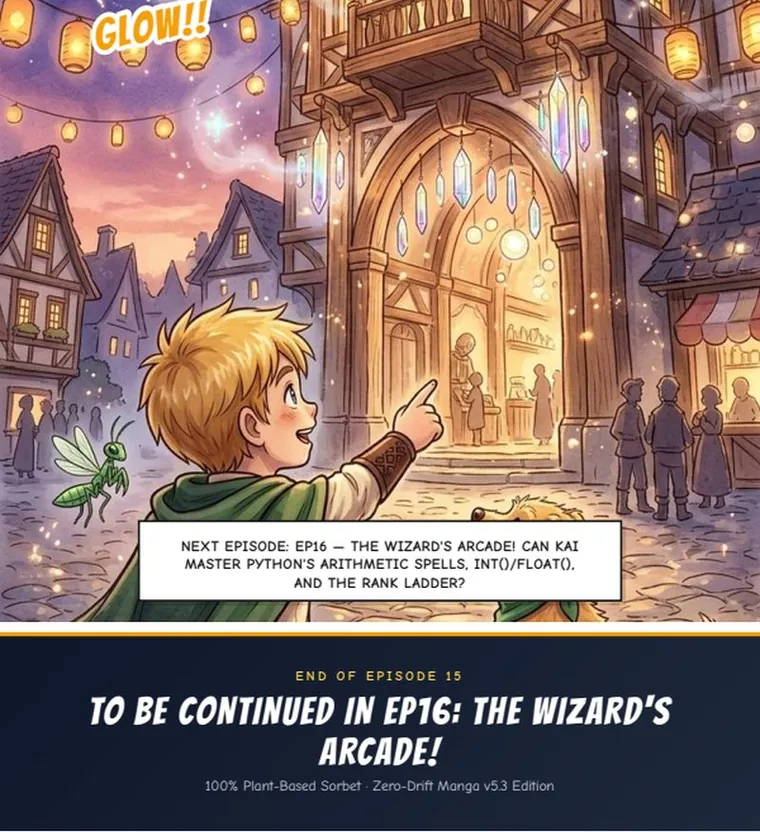 GLOW!!
NEXT EPISODE: EP16 — THE WIZARD'S ARCADE! CAN KAI
MASTER PYTHON'S ARITHMETIC SPELLS, INT()/FLOAT(),
AND THE RANK LADDER?
END OF EPISODE 15
TO BE CONTINUED IN EP16: THE WIZARD'S
ARCADE!
100% Plant-Based Sorbet · Zero-Drift Manga v5.3 Edition